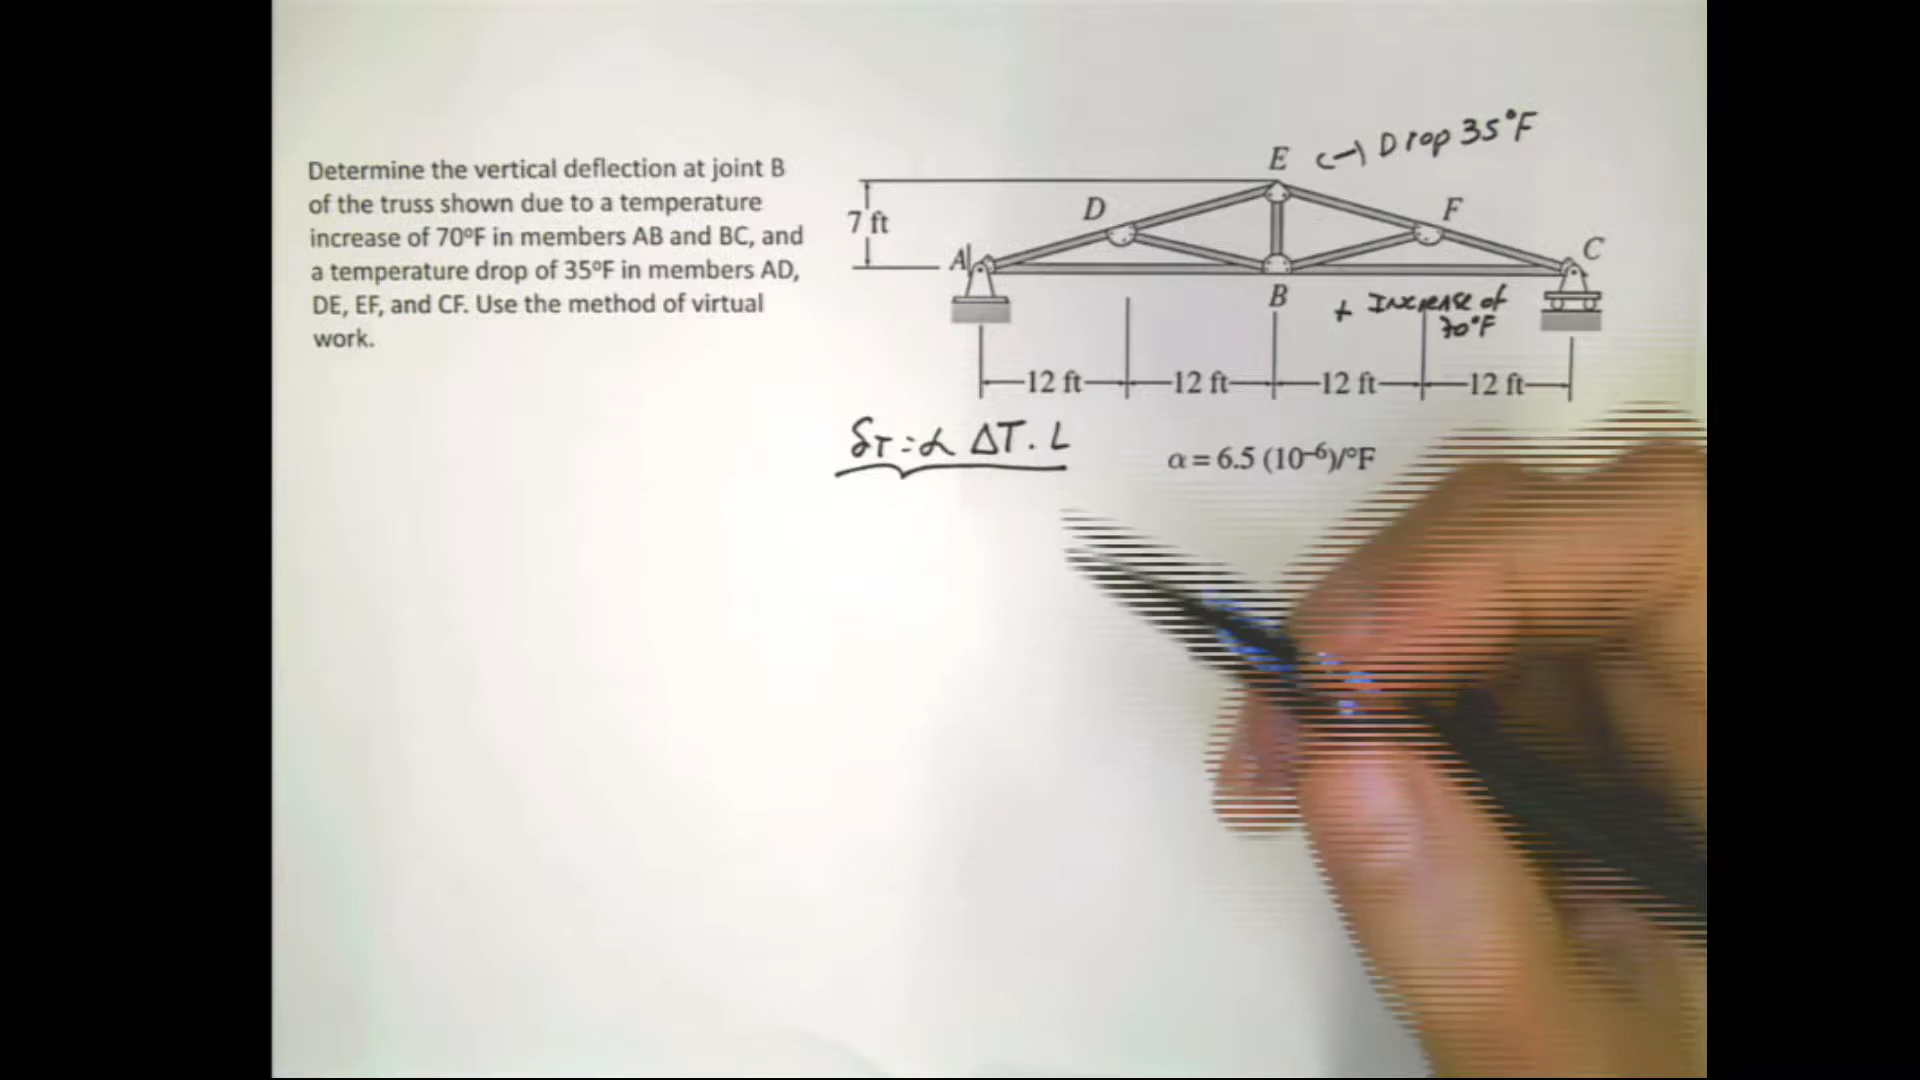 Determine the vertical deflection at joint B
of the truss shown due to a temperature
increase of 70ºF in members AB and BC, and
a temperature drop of 35ºF in members AD,
DE, EF, and CF. Use the method of virtual
work.
E (-) Drop 35°F
D
F
7 ft
A
C
B
+ Increase of
70°F
12 ft
12 ft
12 ft
12 ft
δT = α ΔT. L
α = 6.5 (10–6)/ºF